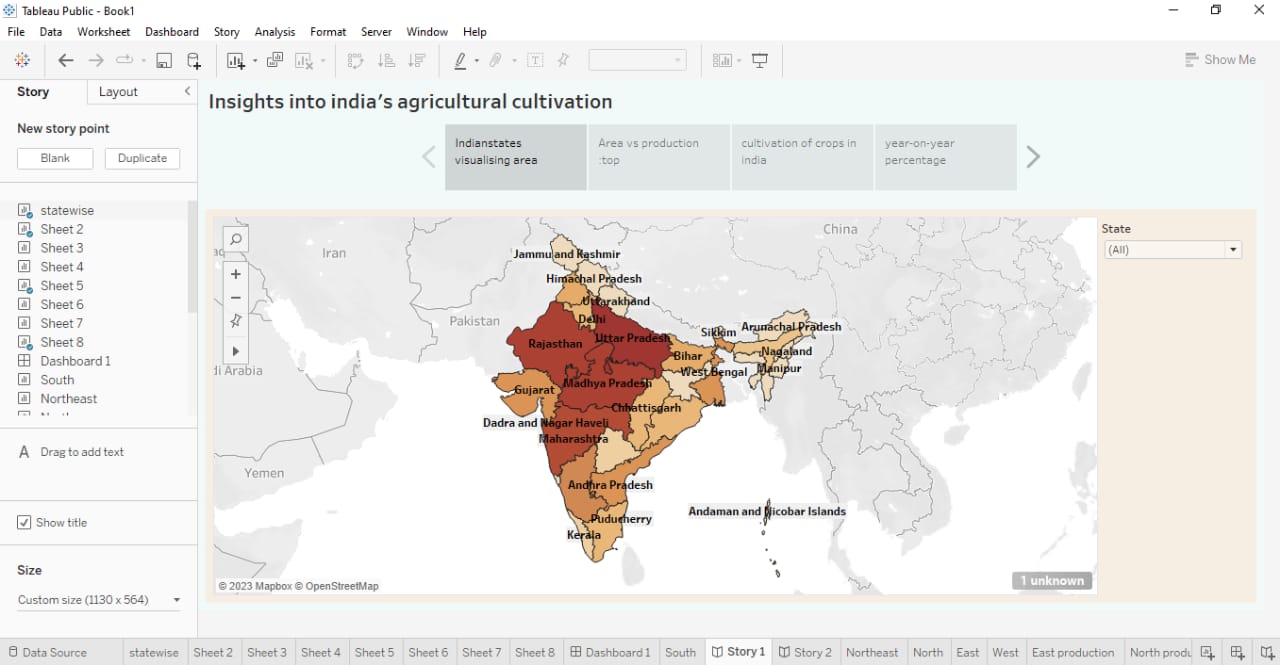 Tableau Public - Book1
File Data Worksheet Dashboard Story Analysis Format Server Window Help
Show Me
Story Layout
New story point
Blank Duplicate
statewise
Sheet 2
Sheet 3
Sheet 4
Sheet 5
Sheet 6
Sheet 7
Sheet 8
Dashboard 1
South
Northeast
A Drag to add text
Show title
Size
Custom size (1130 x 564)
Insights into india's agricultural cultivation
Indianstates
visualising area
Area vs production
:top
cultivation of crops in
india
year-on-year
percentage
State
(All)
China
Iran
Pakistan
di Arabia
Yemen
Jammu and Kashmir
Himachal Pradesh
Uttarakhand
Delhi
Rajasthan
Uttar Pradesh
Sikkim
Arunachal Pradesh
Bihar
Nagaland
West Bengal
Manipur
Gujarat
Madhya Pradesh
Chhattisgarh
Dadra and Nagar Haveli
Maharashtra
Andhra Pradesh
Andaman and Nicobar Islands
Puducherry
Kerala
© 2023 Mapbox © OpenStreetMap
1 unknown
Data Source statewise Sheet 2 Sheet 3 Sheet 4 Sheet 5 Sheet 6 Sheet 7 Sheet 8 Dashboard 1 South Story 1 Story 2 Northeast North East West East production North produ